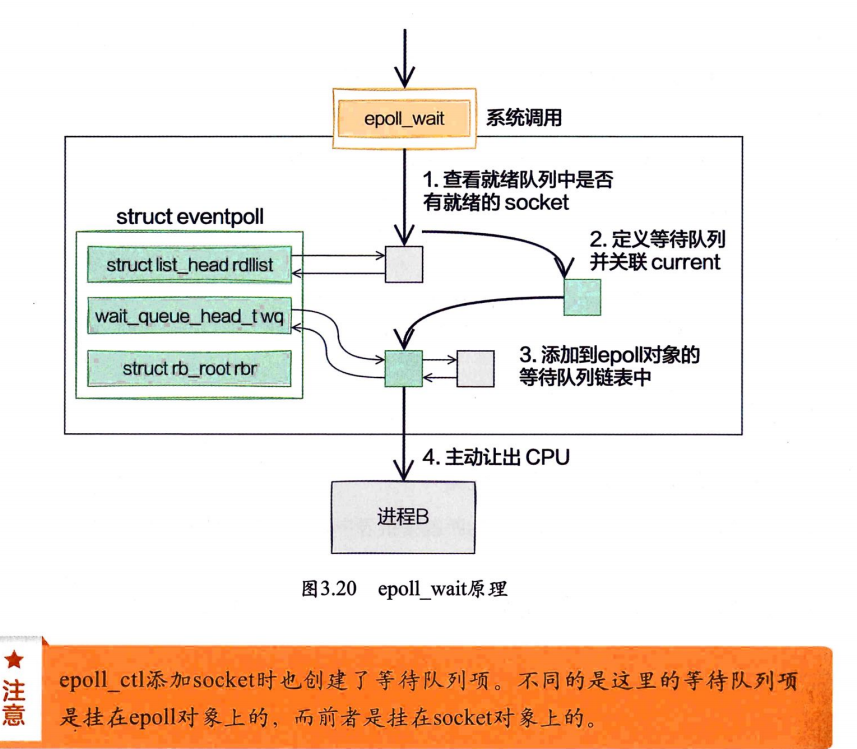 epoll_wait
系统调用
1. 查看就绪队列中是否
有就绪的 socket
struct eventpoll
2. 定义等待队列
并关联 current
struct list_head rdllist
wait_queue_head_t wq
struct rb_root rbr
3. 添加到epoll对象的
等待队列链表中
4. 主动让出 CPU
进程B
图3.20 epoll_wait原理
★
注意
epoll_ctl添加socket时也创建了等待队列项。不同的是这里的等待队列项
是挂在epoll对象上的，而前者是挂在socket对象上的。